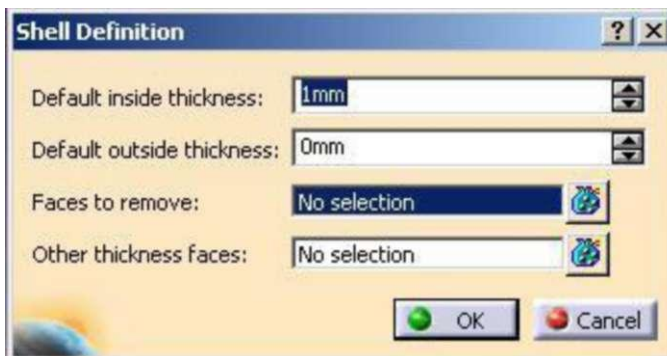 Shell Definition
Default inside thickness: 1mm
Default outside thickness: 0mm
Faces to remove: No selection
Other thickness faces: No selection
OK Cancel